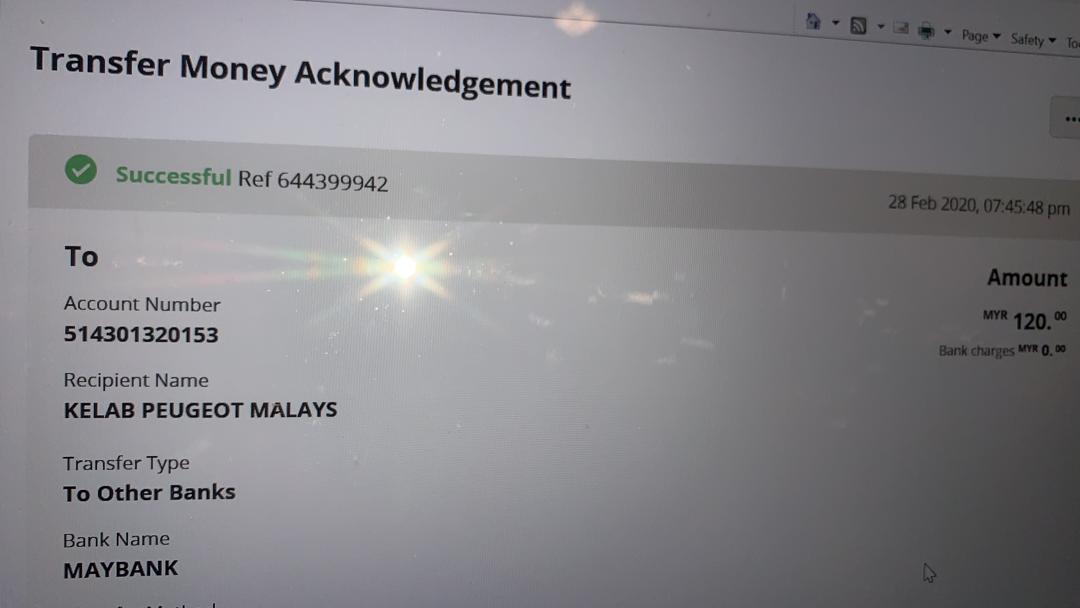 Page Safety
Transfer Money Acknowledgement
Successful Ref 644399942
28 Feb 2020, 07:45:48 pm
To
Amount
Account Number
514301320153
MYR 120.00
Bank charges MYR 0.00
Recipient Name
KELAB PEUGEOT MALAYS
Transfer Type
To Other Banks
Bank Name
MAYBANK